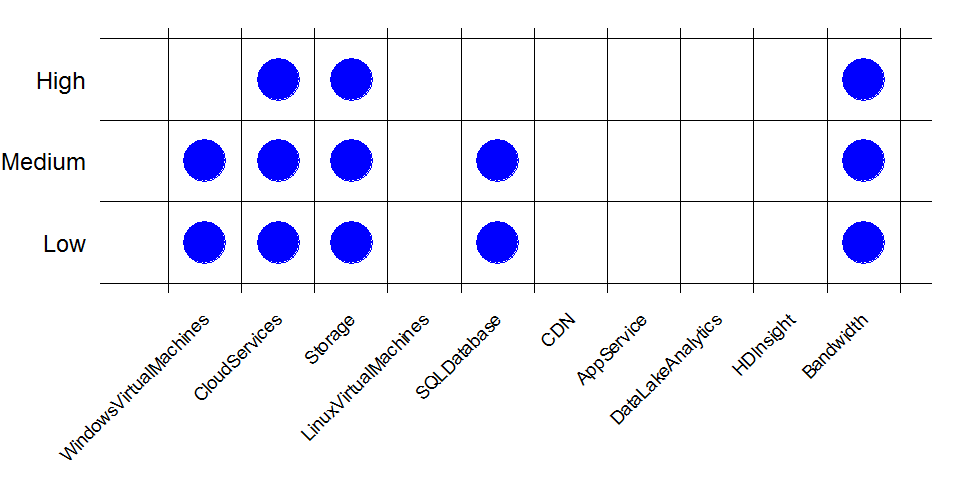 High
Medium
Low
WindowsVirtualMachines
CloudServices
Storage
LinuxVirtualMachines
SQLDatabase
CDN
AppService
DataLakeAnalytics
HDInsight
Bandwidth